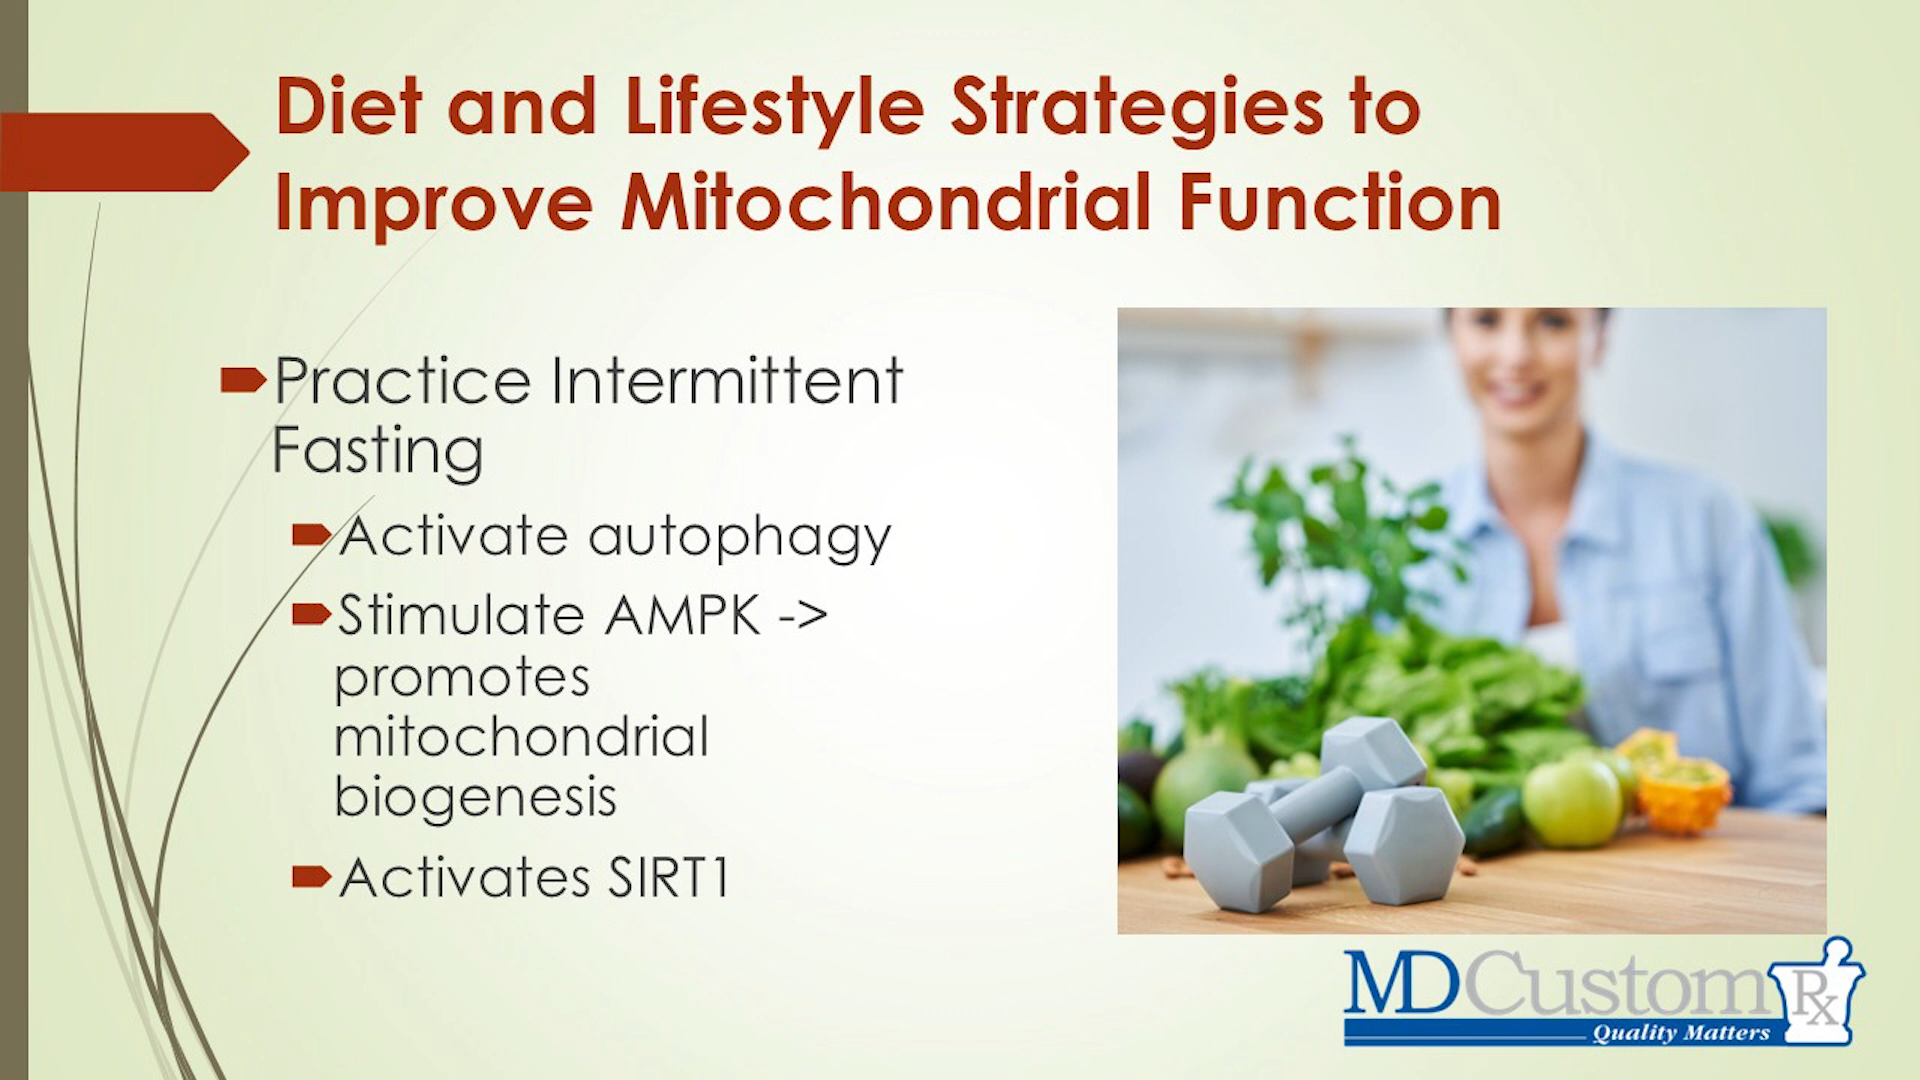 Diet and Lifestyle Strategies to
Improve Mitochondrial Function
Practice Intermittent
Fasting
Activate autophagy
Stimulate AMPK ->
promotes
mitochondrial
biogenesis
Activates SIRT1
MDCustom Rx
Quality Matters